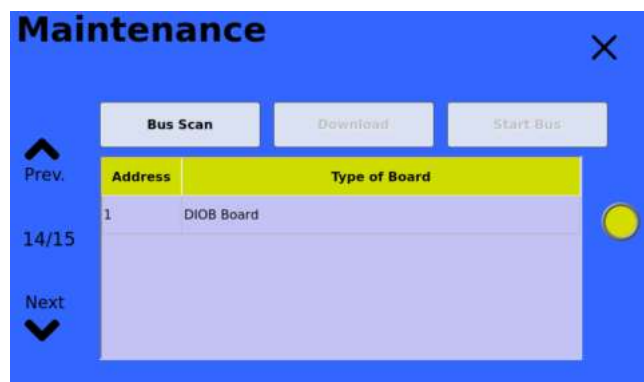 Maintenance
Bus Scan
Download
Start Bus
Prev.
Address Type of Board
1 DIOB Board
14/15
Next